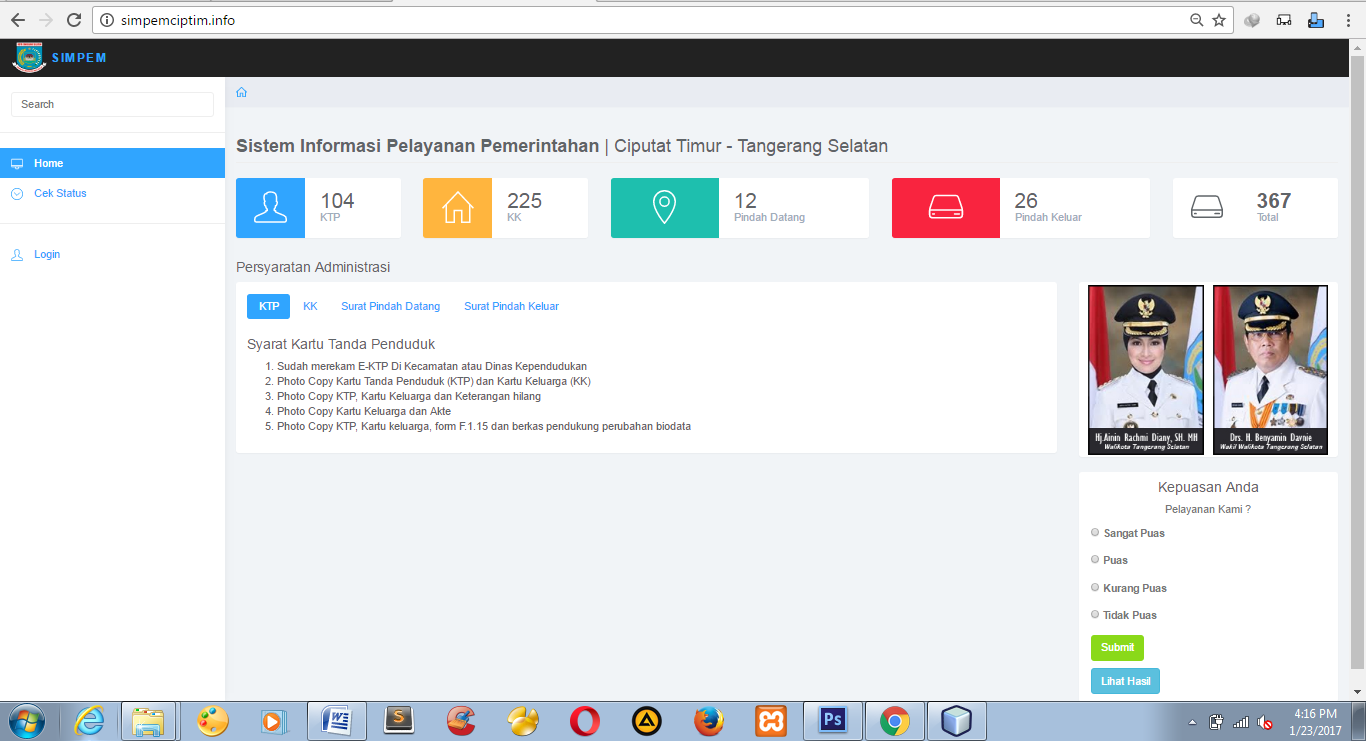 simpemciptim.info
SIMPEM
Search
Home
Cek Status
Login
Sistem Informasi Pelayanan Pemerintahan | Ciputat Timur - Tangerang Selatan
104
KTP
225
KK
12
Pindah Datang
26
Pindah Keluar
367
Total
Persyaratan Administrasi
KTP KK Surat Pindah Datang Surat Pindah Keluar
Syarat Kartu Tanda Penduduk
1. Sudah merekam E-KTP Di Kecamatan atau Dinas Kependudukan
2. Photo Copy Kartu Tanda Penduduk (KTP) dan Kartu Keluarga (KK)
3. Photo Copy KTP, Kartu Keluarga dan Keterangan hilang
4. Photo Copy Kartu Keluarga dan Akte
5. Photo Copy KTP, Kartu keluarga, form F.1.15 dan berkas pendukung perubahan biodata
Hj.Airin Rachmi Diany, SH. MH
Walikota Tangerang Selatan
Drs. H. Benyamin Davnie
Wakil Walikota Tangerang Selatan
Kepuasan Anda
Pelayanan Kami ?
Sangat Puas
Puas
Kurang Puas
Tidak Puas
Submit
Lihat Hasil
Ps
4:16 PM
1/23/2017